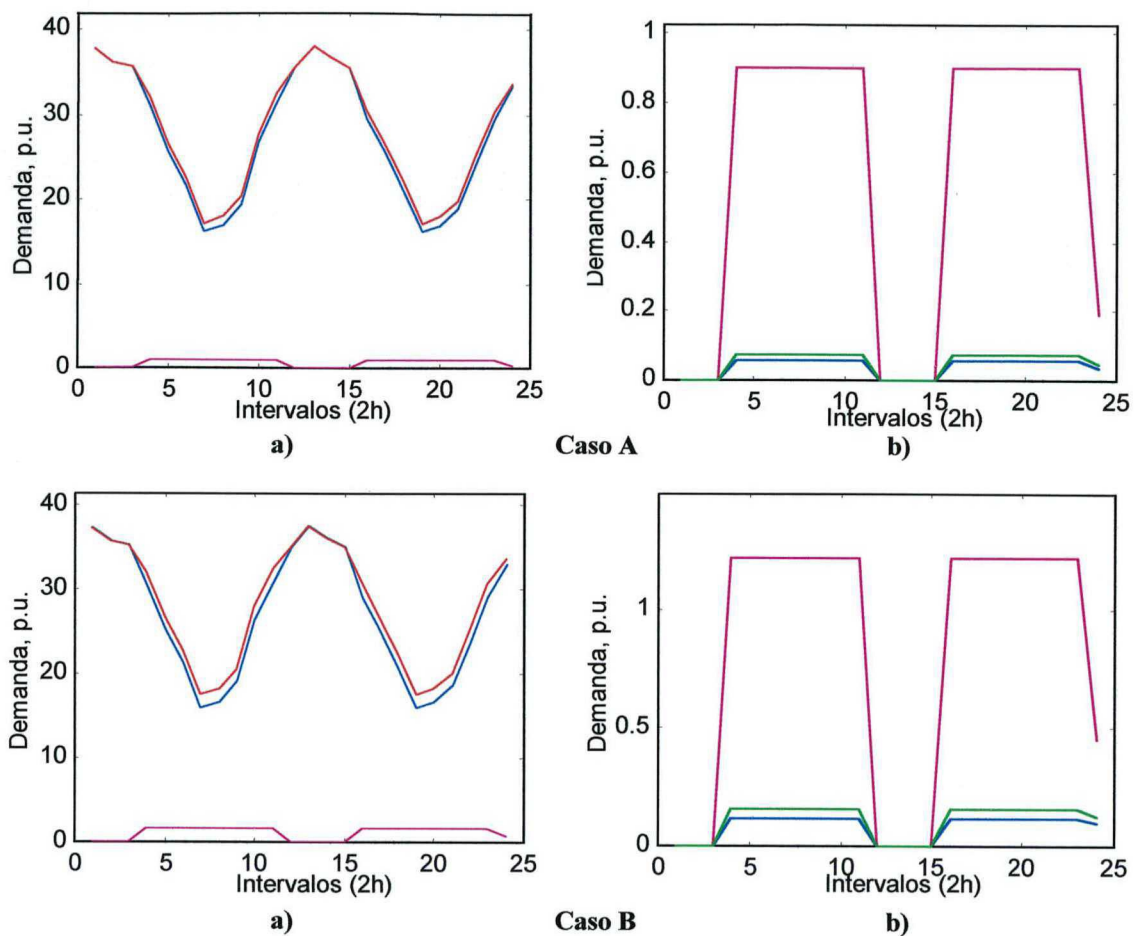 40
30
20
10
0
Demanda, p.u.
0 5 10 15 20 25
Intervalos (2h)
a)
1
0.8
0.6
0.4
0.2
0
Demanda, p.u.
0 5 10 15 20 25
Intervalos (2h)
b)
Caso A
40
30
20
10
0
Demanda, p.u.
0 5 10 15 20 25
Intervalos (2h)
a)
1
0.5
0
Demanda, p.u.
0 5 10 15 20 25
Intervalos (2h)
b)
Caso B